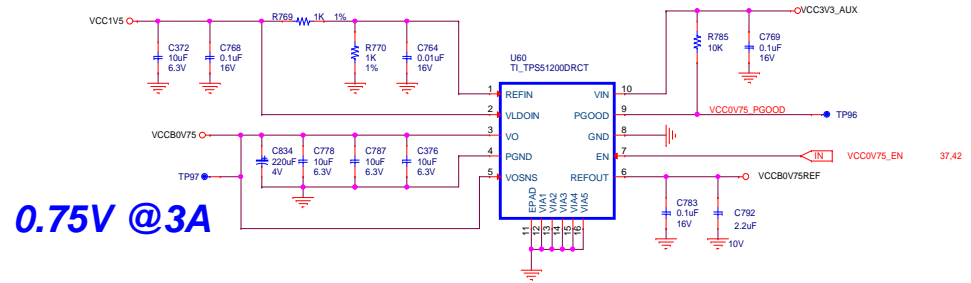 VCC1V5
R769 1K 1%
VCC3V3_AUX
C372
10uF
6.3V
C768
0.1uF
16V
R770
1K
1%
C764
0.01uF
16V
R785
10K
C769
0.1uF
16V
U60
TI_TPS51200DRCT
1 REFIN
VIN 10
2 VLDOIN
PGOOD 9
VCC0V75_PGOOD
TP96
VCCB0V75
3 VO
GND 8
4 PGND
EN 7
IN VCC0V75_EN 37,42
5 VOSNS
REFOUT 6
VCCB0V75REF
C834
220uF
4V
C778
10uF
6.3V
C787
10uF
6.3V
C376
10uF
6.3V
TP97
EPAD
VIA1
VIA2
VIA3
VIA4
VIA5
11
12
13
14
15
16
C783
0.1uF
16V
C792
2.2uF
10V
0.75V @3A